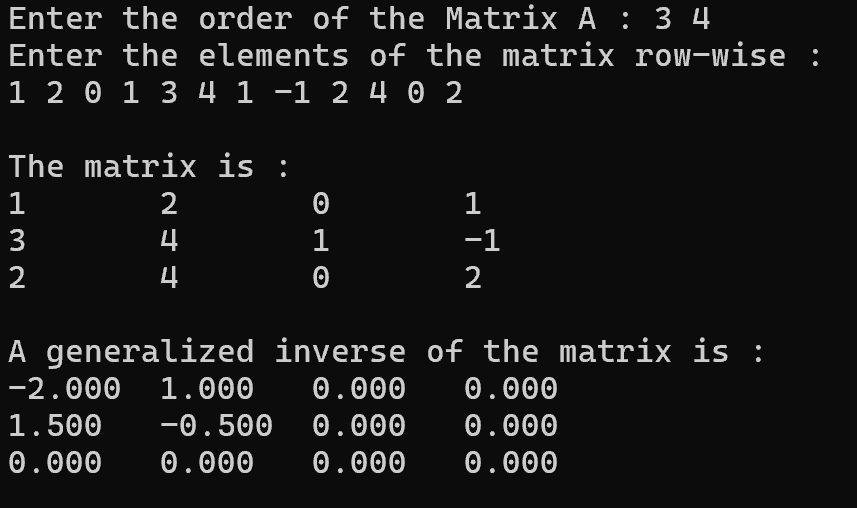 Enter the order of the Matrix A : 3 4
Enter the elements of the matrix row-wise :
1 2 0 1 3 4 1 -1 2 4 0 2
The matrix is :
1 2 0 1
3 4 1 -1
2 4 0 2
A generalized inverse of the matrix is :
-2.000 1.000 0.000 0.000
1.500 -0.500 0.000 0.000
0.000 0.000 0.000 0.000